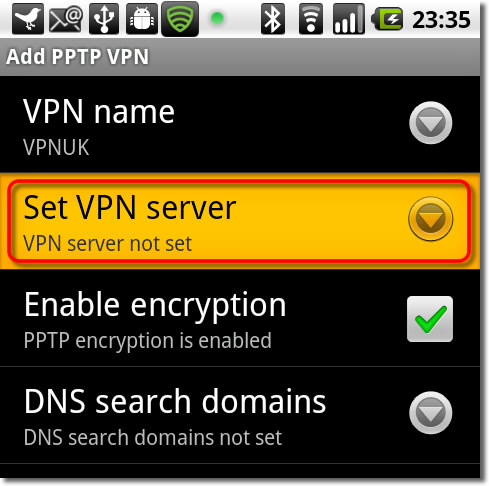 23:35
Add PPTP VPN
VPN name
VPNUK
Set VPN server
VPN server not set
Enable encryption
PPTP encryption is enabled
DNS search domains
DNS search domains not set